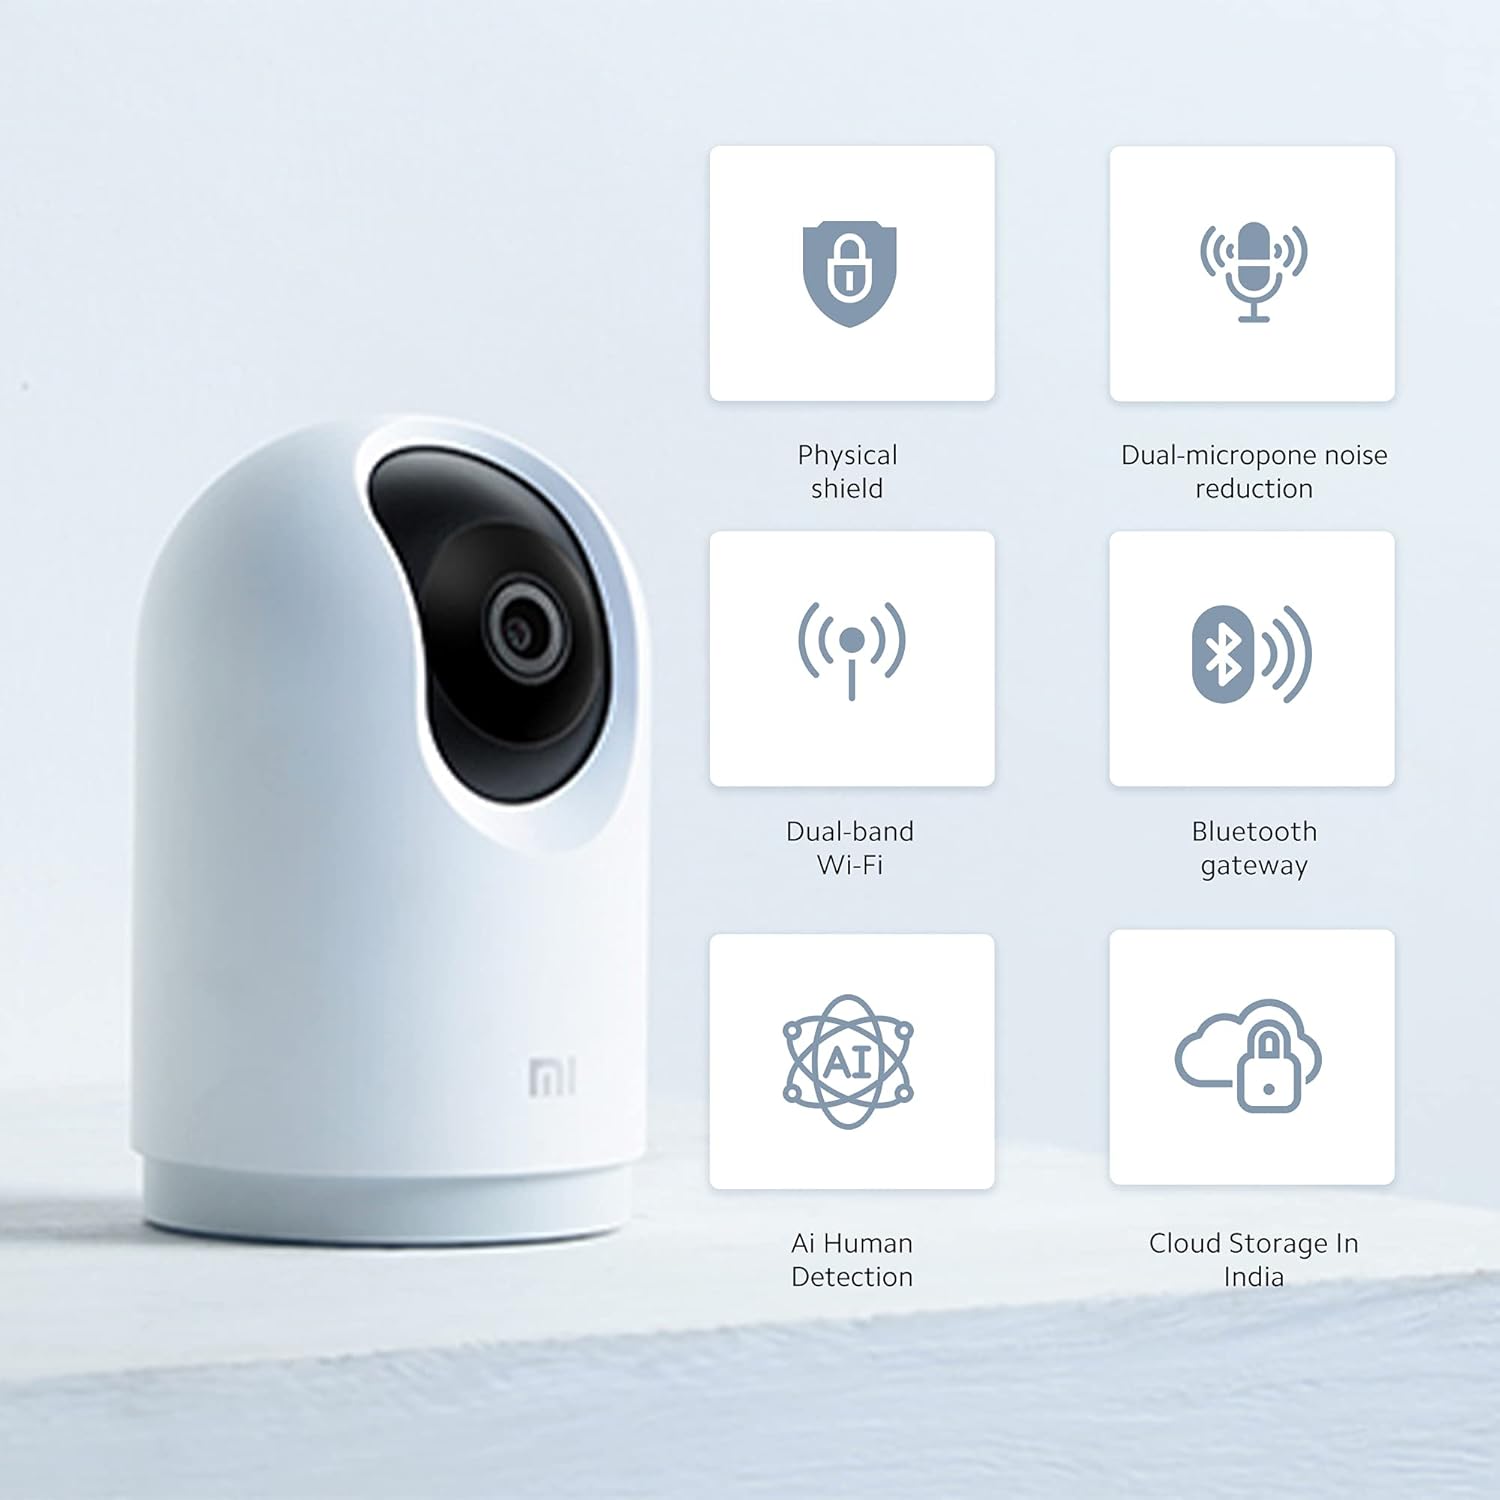 Physical
shield
Dual-micropone noise
reduction
Dual-band
Wi-Fi
Bluetooth
gateway
AI
Ai Human
Detection
Cloud Storage In
India
mi